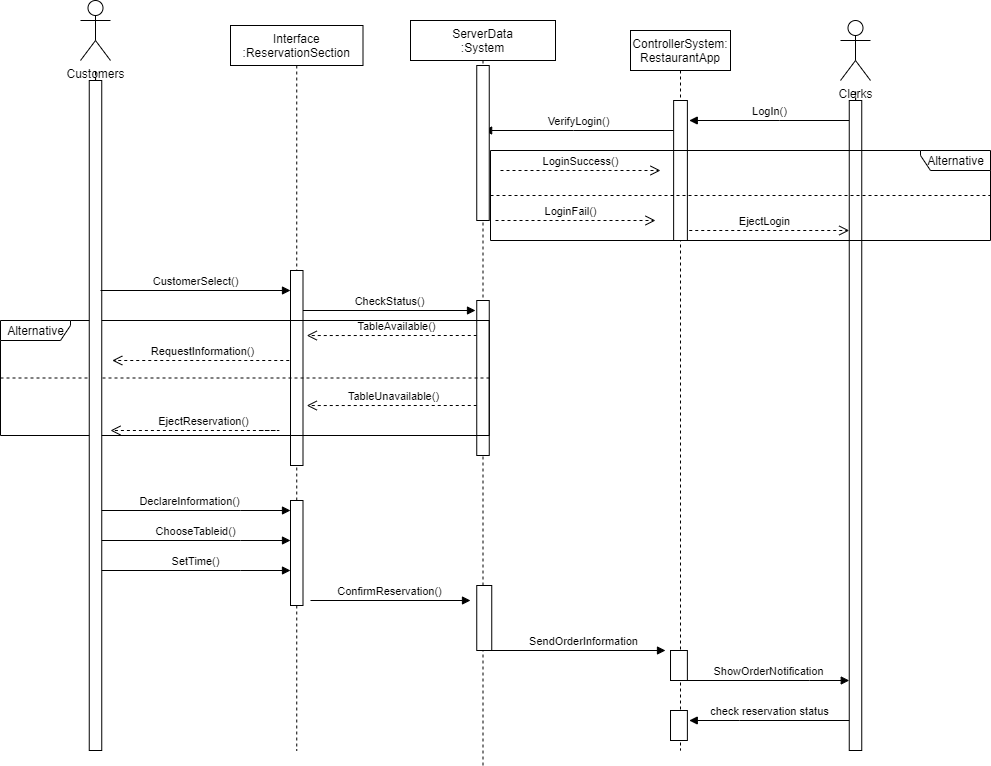 Customers
Interface
:ReservationSection
ServerData
:System
ControllerSystem:
RestaurantApp
Clerks
LogIn()
VerifyLogin()
Alternative
LoginSuccess()
LoginFail()
EjectLogin
CustomerSelect()
CheckStatus()
Alternative
TableAvailable()
RequestInformation()
TableUnavailable()
EjectReservation()
DeclareInformation()
ChooseTableid()
SetTime()
ConfirmReservation()
SendOrderInformation
ShowOrderNotification
check reservation status